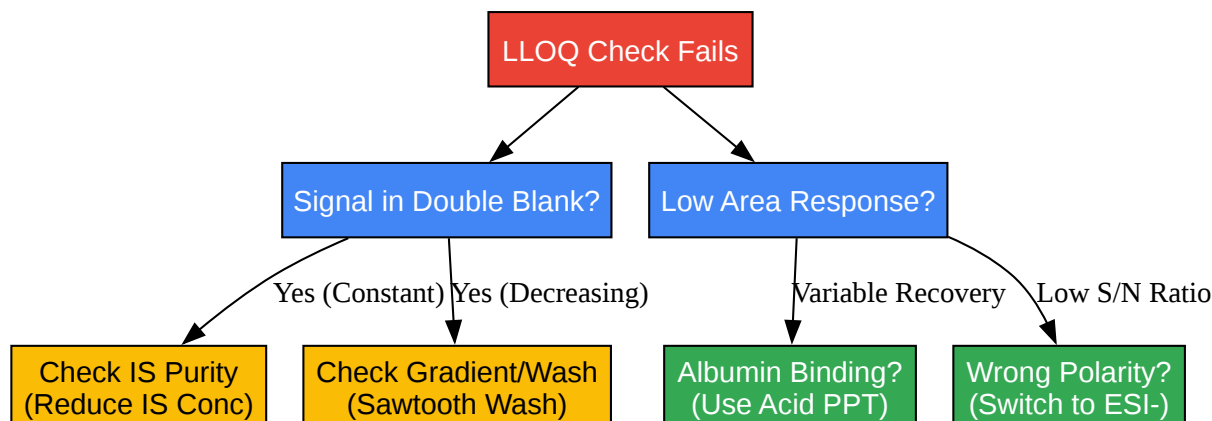 LLOQ Check Fails
Signal in Double Blank?
Low Area Response?
Yes (Constant)
Yes (Decreasing)
Variable Recovery
Low S/N Ratio
Check IS Purity
(Reduce IS Conc)
Check Gradient/Wash
(Sawtooth Wash)
Albumin Binding?
(Use Acid PPT)
Wrong Polarity?
(Switch to ESI-)